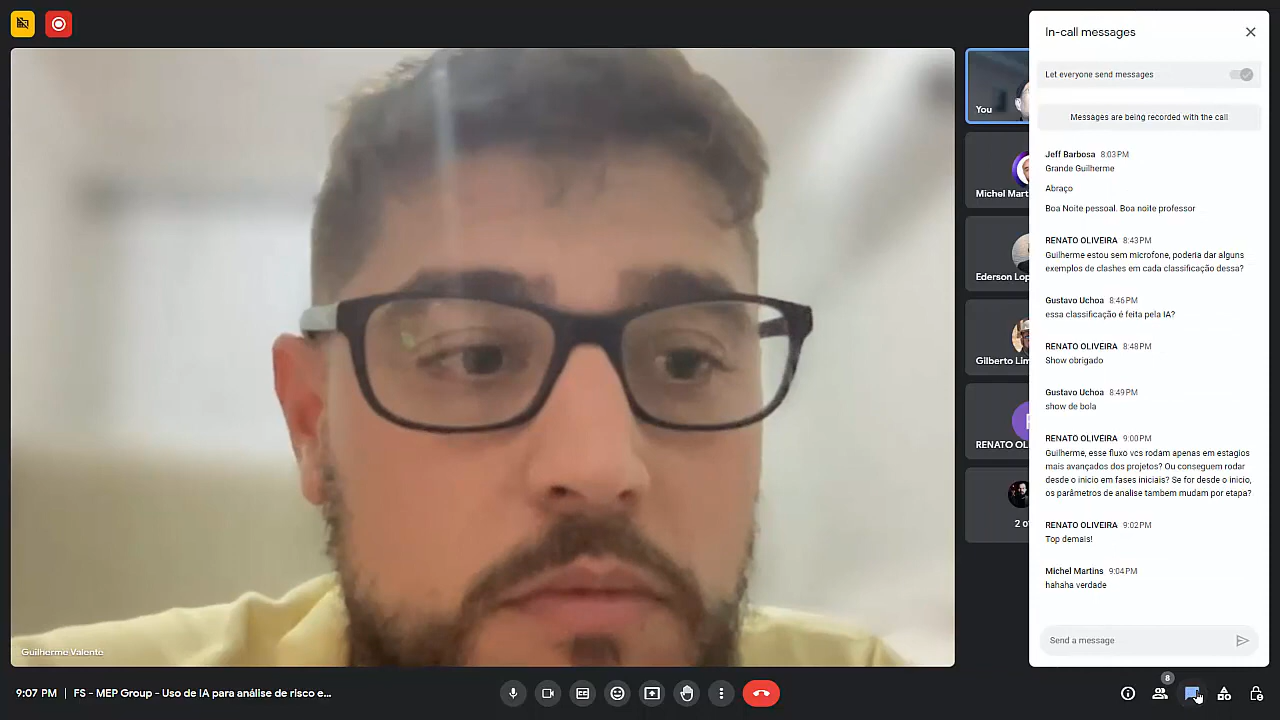 In-call messages
Let everyone send messages
Messages are being recorded with the call
Jeff Barbosa 8:03 PM
Grande Guilherme
Abraço
Boa Noite pessoal. Boa noite professor
RENATO OLIVEIRA 8:43 PM
Guilherme estou sem microfone, poderia dar alguns
exemplos de clashes em cada classificação dessa?
Gustavo Uchoa 8:46 PM
essa classificação é feita pela IA?
RENATO OLIVEIRA 8:48 PM
Show obrigado
Gustavo Uchoa 8:49 PM
show de bola
RENATO OLIVEIRA 9:00 PM
Guilherme, esse fluxo vcs rodam apenas em estagios
mais avançados dos projetos? Ou conseguem rodar
desde o inicio em fases iniciais? Se for desde o inicio,
os parâmetros de analise tambem mudam por etapa?
RENATO OLIVEIRA 9:02 PM
Top demais!
Michel Martins 9:04 PM
hahaha verdade
Send a message
You
Michel Mart
Ederson Lop
Gilberto Lim
RENATO OL
2 o
Guilherme Valente
9:07 PM | FS - MEP Group - Uso de IA para análise de risco e...
8